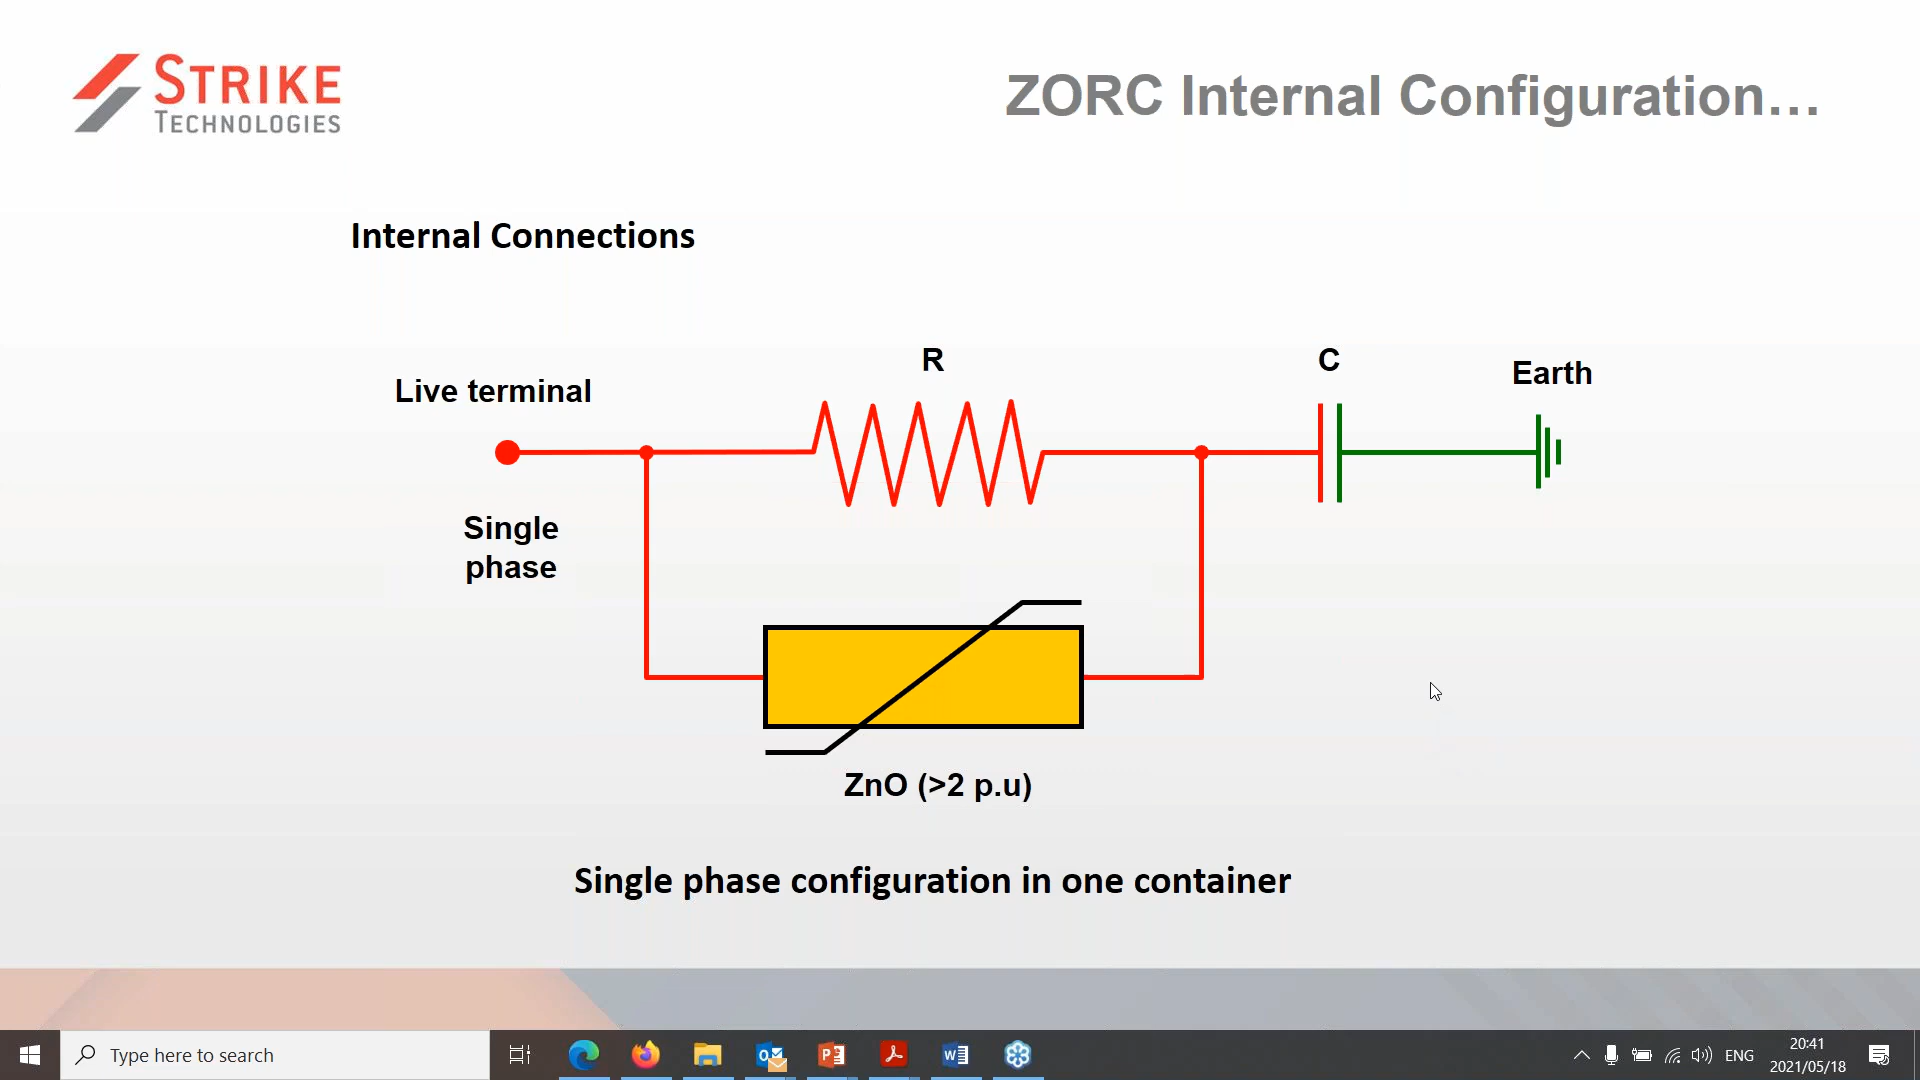 STRIKE
TECHNOLOGIES
ZORC Internal Configuration...
Internal Connections
R
C
Earth
Live terminal
Single
phase
ZnO (>2 p.u)
Single phase configuration in one container
Type here to search
ENG
20:41
2021/05/18